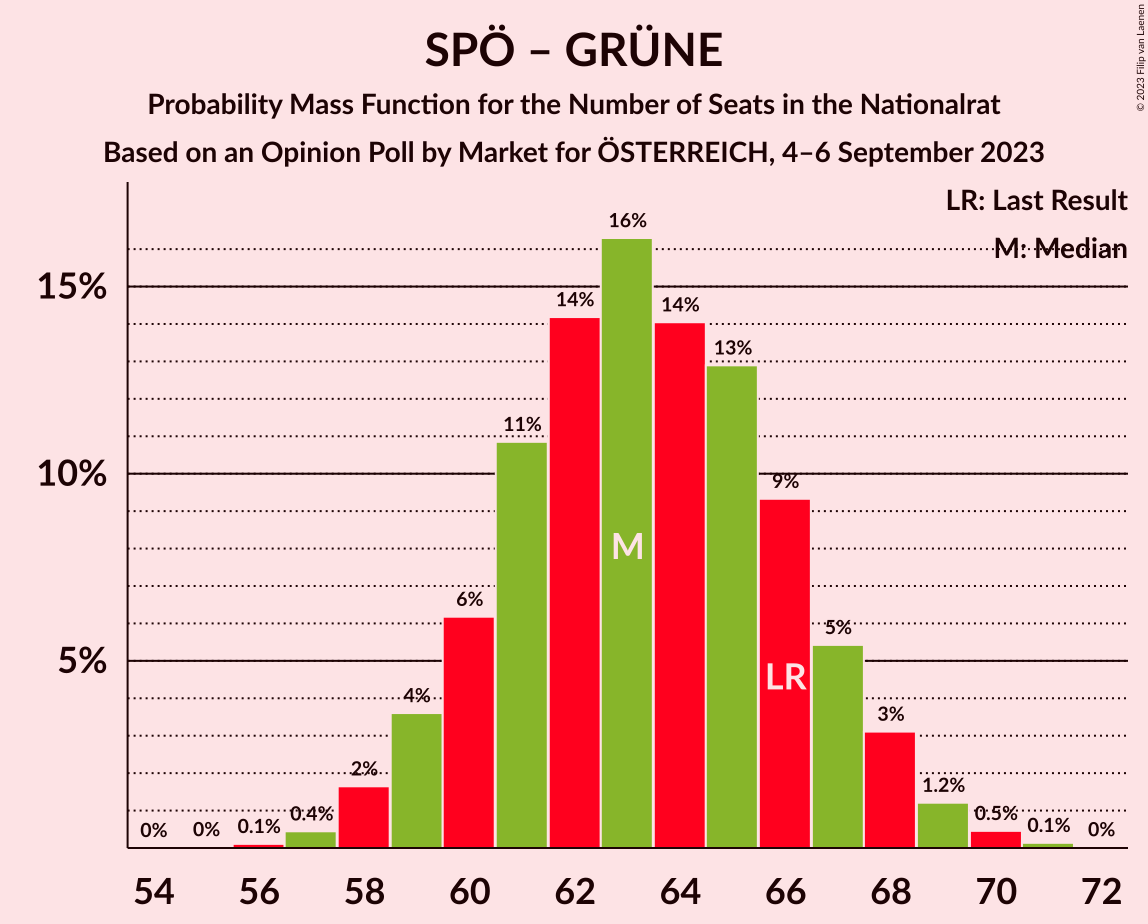 SPÖ – GRÜNE
Probability Mass Function for the Number of Seats in the Nationalrat
Based on an Opinion Poll by Market for ÖSTERREICH, 4–6 September 2023
© 2023 Filip van Laenen
LR: Last Result
M: Median
15%
10%
5%
0%
0%
0.1%
0.4%
2%
4%
6%
11%
14%
16%
14%
13%
9%
5%
3%
1.2%
0.5%
0.1%
0%
M
LR
54 56 58 60 62 64 66 68 70 72